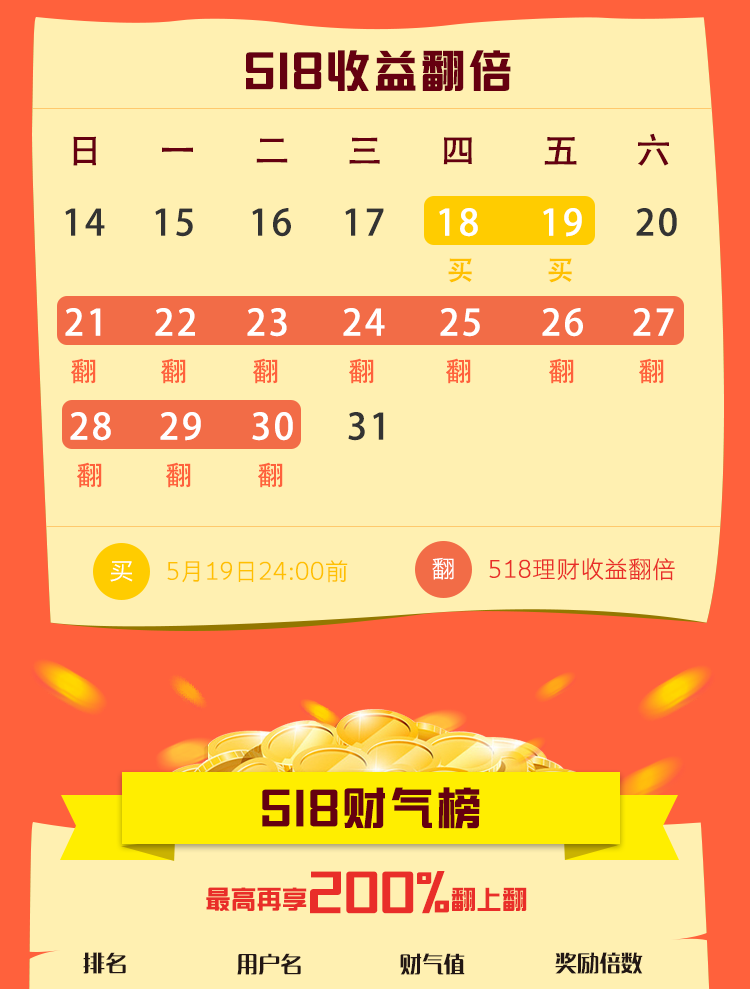 518收益翻倍
日 一 二 三 四 五 六
14 15 16 17 18 19 20
买 买
21 22 23 24 25 26 27
翻 翻 翻 翻 翻 翻 翻
28 29 30 31
翻 翻 翻
买 5月19日24:00前 翻 518理财收益翻倍
518财气榜
最高再享200%翻上翻
排名 用户名 财气值 奖励倍数